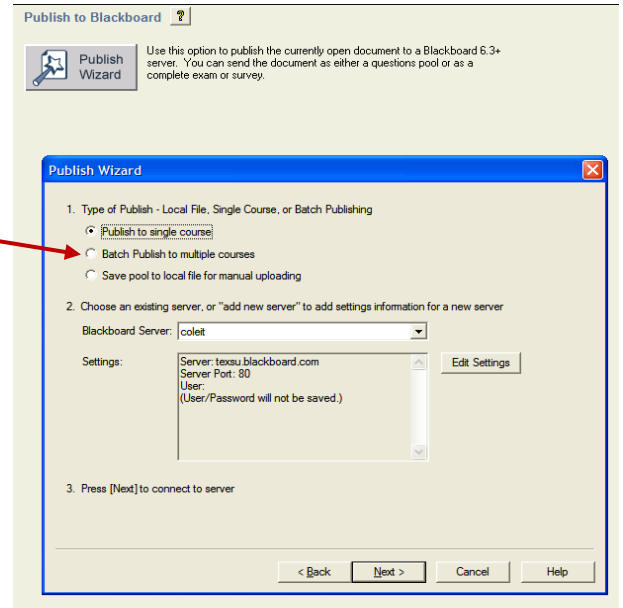 Publish to Blackboard ?
Publish
Wizard
Use this option to publish the currently open document to a Blackboard 6.3+
server. You can send the document as either a questions pool or as a
complete exam or survey.
Publish Wizard
1. Type of Publish - Local File, Single Course, or Batch Publishing
Publish to single course
Batch Publish to multiple courses
Save pool to local file for manual uploading
2. Choose an existing server, or "add new server" to add settings information for a new server
Blackboard Server: coleit
Settings:
Server: texsu.blackboard.com
Server Port: 80
User:
(User/Password will not be saved.)
Edit Settings
3. Press [Next] to connect to server
< Back Next > Cancel Help